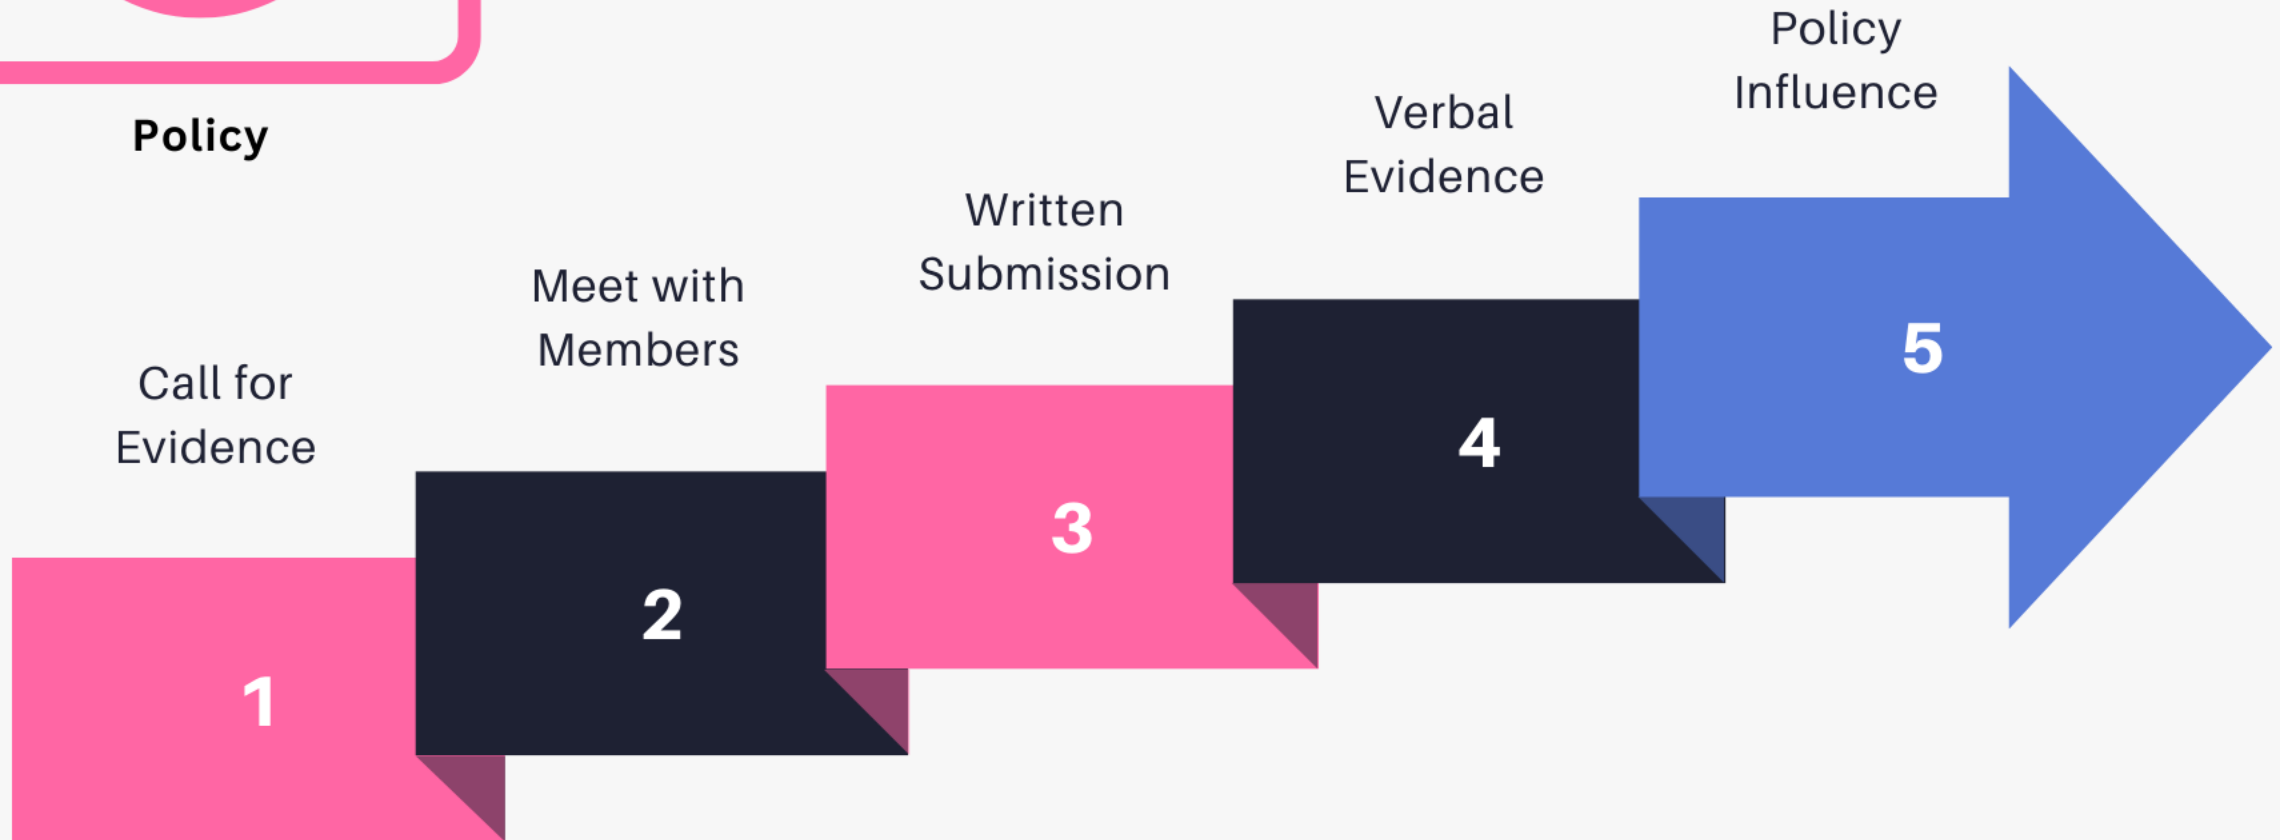 Policy
Call for
Evidence
1
Meet with
Members
2
Written
Submission
3
Verbal
Evidence
4
Policy
Influence
5